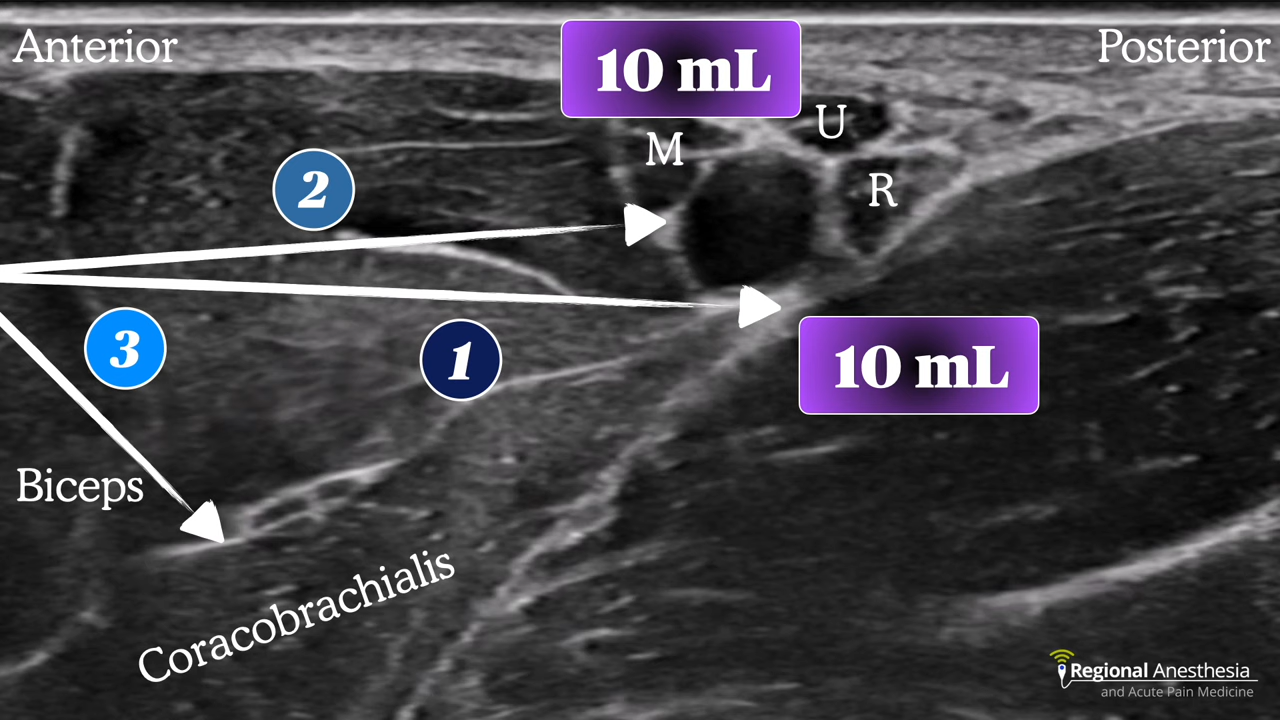 Anterior
10 mL
Posterior
U
M
2
R
3
1
10 mL
Biceps
Coracobrachialis
Regional Anesthesia
and Acute Pain Medicine